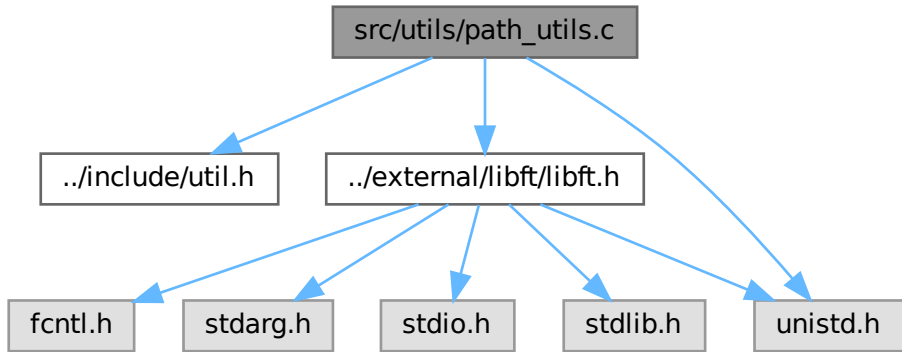 src/utils/path_utils.c
../include/util.h
../external/libft/libft.h
fcntl.h
stdarg.h
stdio.h
stdlib.h
unistd.h